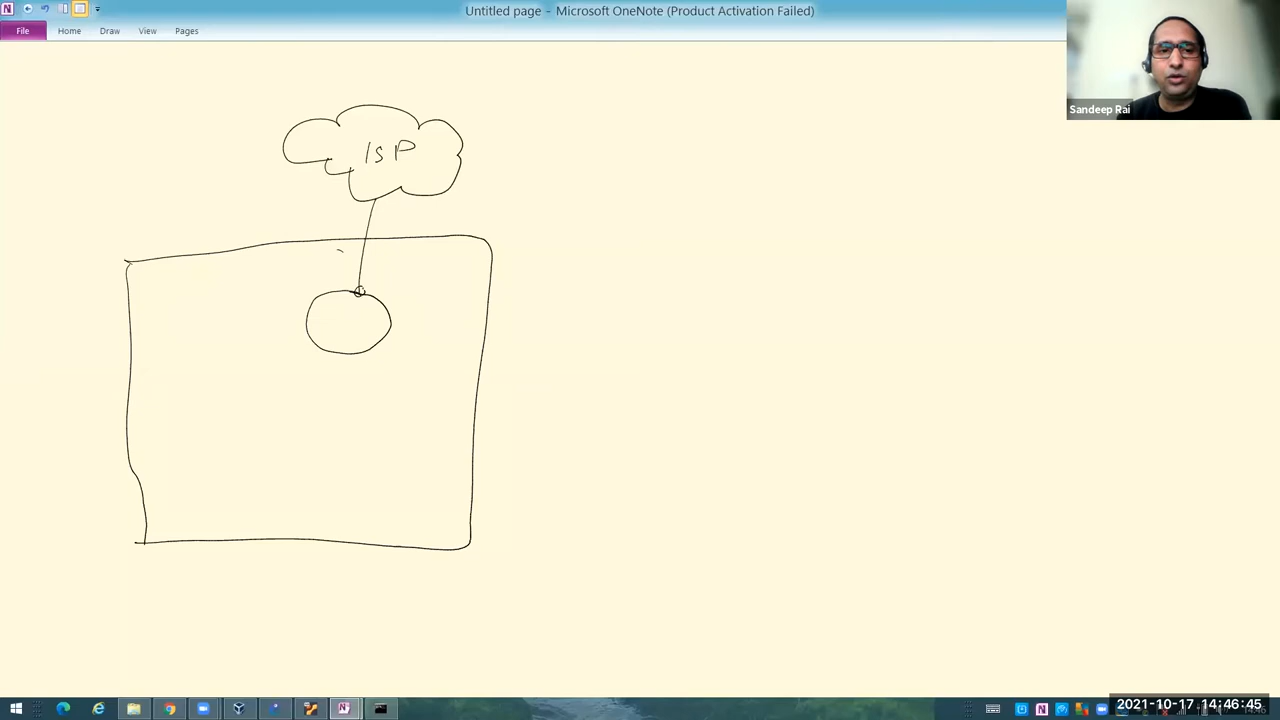 Untitled page - Microsoft OneNote (Product Activation Failed)
File Home Draw View Pages
Sandeep Rai
ISP
2021-10-17 14:46:45